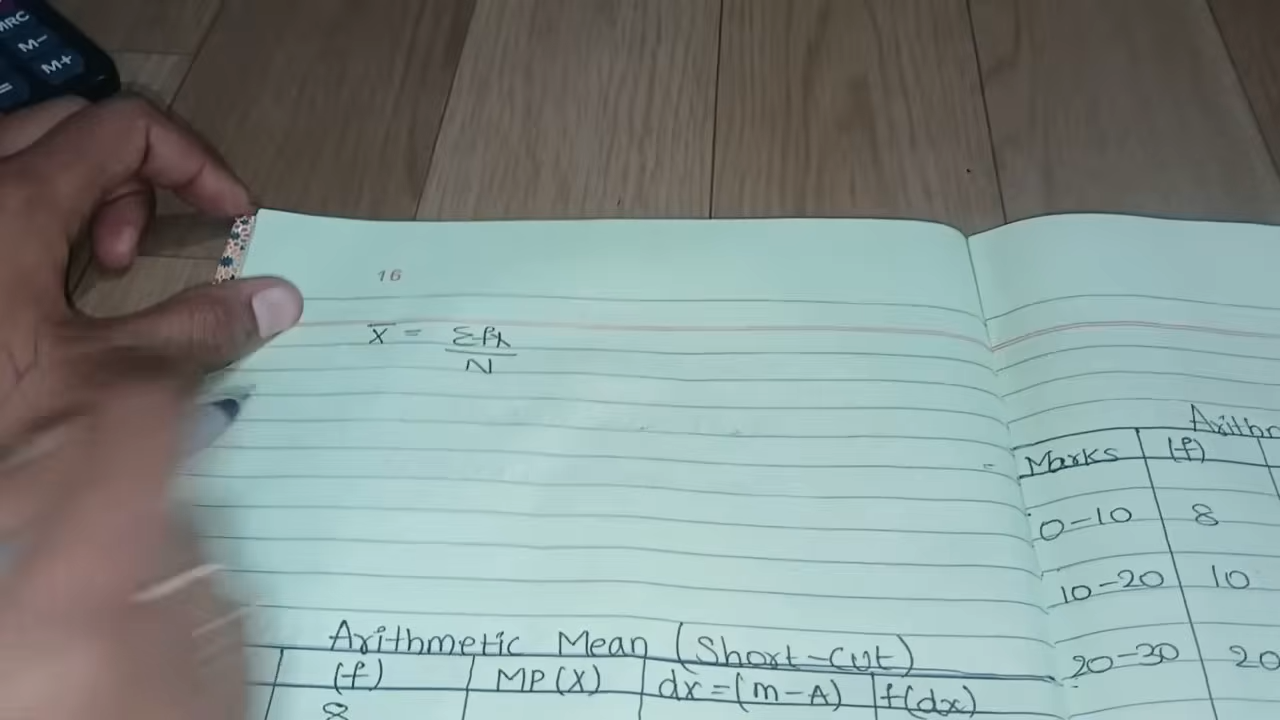 MRC
M-
M+
=
16
x̄ = Σfx
N
Arithmetic Mean (Short-cut)
(f) MP(X) dx=(m-A) f(dx)
8
Marks (f)
0-10 8
10-20 10
20-30 20